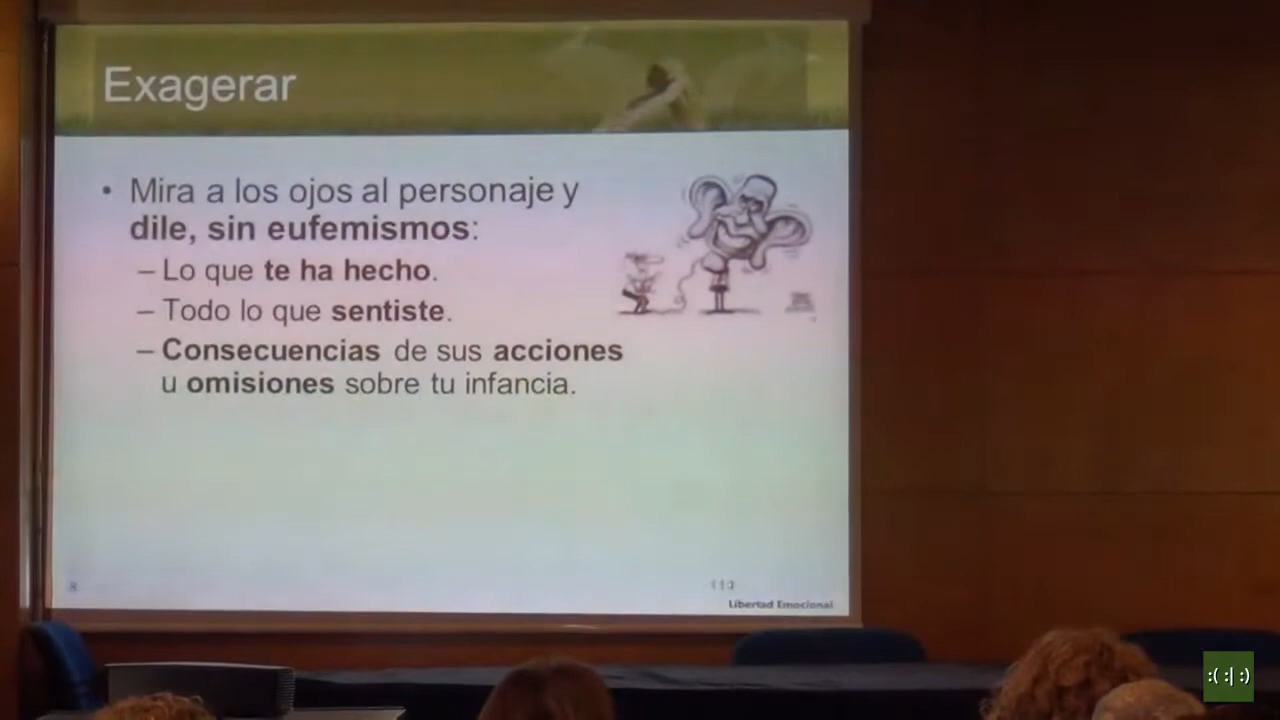 Exagerar
• Mira a los ojos al personaje y
dile, sin eufemismos:
– Lo que te ha hecho.
– Todo lo que sentiste.
– Consecuencias de sus acciones
u omisiones sobre tu infancia.
8
Libertad Emocional
:( :| :)